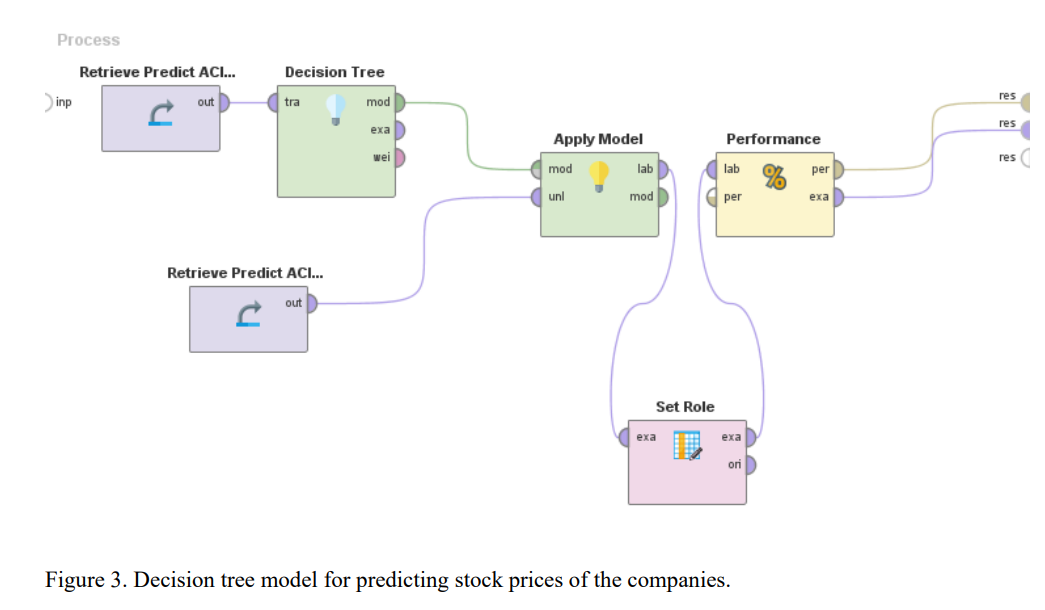 Process
Retrieve Predict ACI...
Decision Tree
inp
out
tra
mod
exa
wei
Apply Model
mod
lab
unl
mod
Performance
lab
per
per
exa
res
res
res
Retrieve Predict ACI...
out
Set Role
exa
exa
ori
Figure 3. Decision tree model for predicting stock prices of the companies.